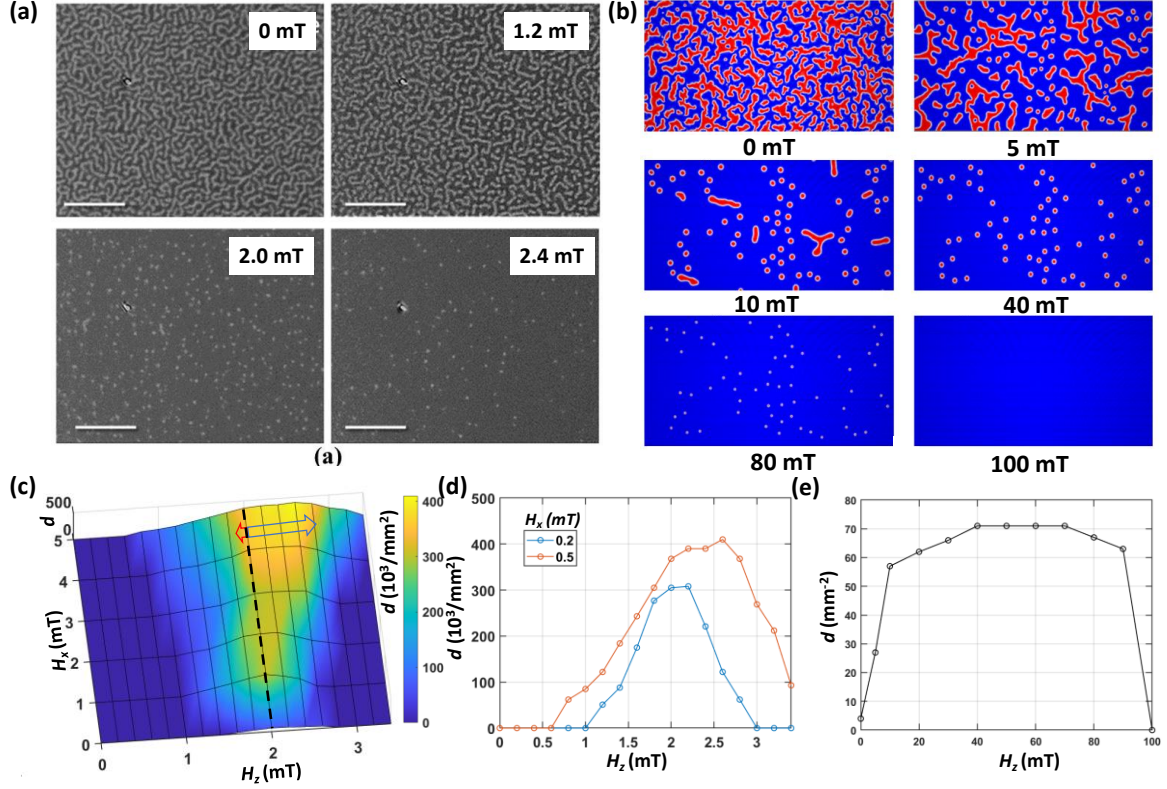 (a)
0 mT
1.2 mT
2.0 mT
2.4 mT
(a)
(b)
0 mT
5 mT
10 mT
40 mT
80 mT
100 mT
(c)
500
d
0
5
4
3
2
1
0
Hx (mT)
0
1
2
3
Hz (mT)
400
300
200
100
0
d (10³/mm²)
(d)
500
400
300
200
100
0
d (10³/mm²)
Hx (mT)
0.2
0.5
0 0.5 1 1.5 2 2.5 3
Hz (mT)
(e)
80
70
60
50
40
30
20
10
0
d (mm-2)
0 20 40 60 80 100
Hz (mT)